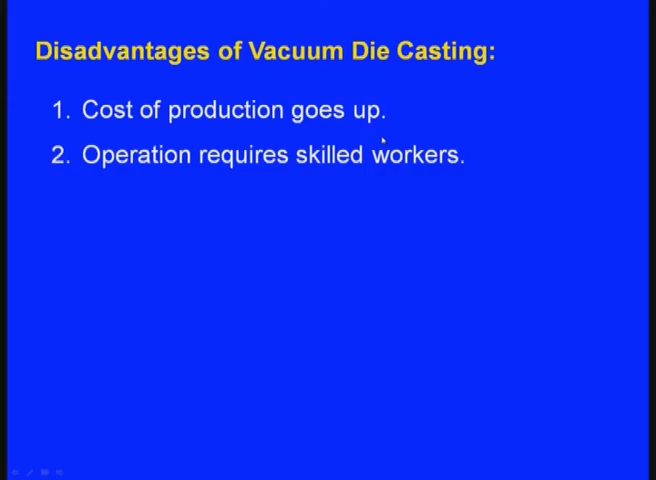 Disadvantages of Vacuum Die Casting:
1. Cost of production goes up.
2. Operation requires skilled workers.